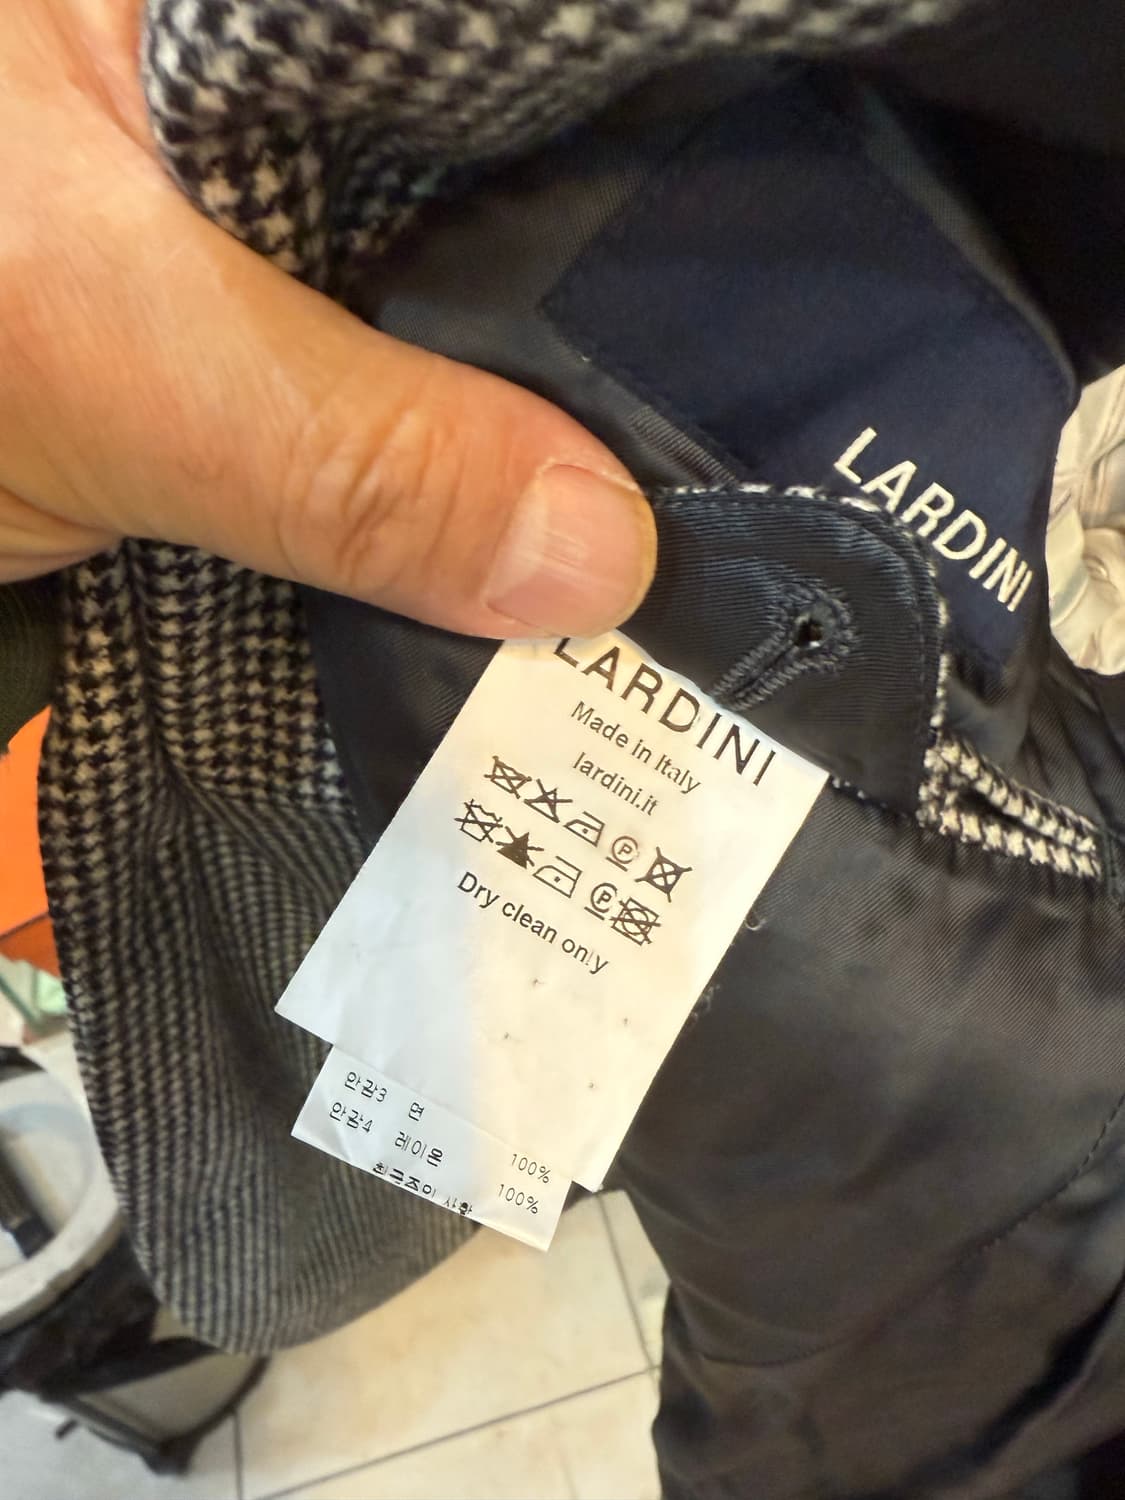 LARDINI
LARDINI
Made in Italy
lardini.it
P
P
Dry clean only
안감3 면 100%
안감4 레이온 100%